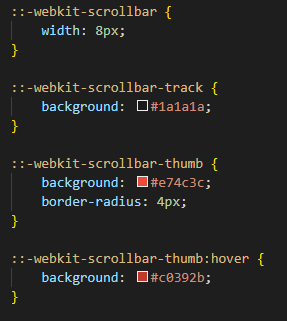 ::-webkit-scrollbar {
    width: 8px;
}

::-webkit-scrollbar-track {
    background: #1a1a1a;
}

::-webkit-scrollbar-thumb {
    background: #e74c3c;
    border-radius: 4px;
}

::-webkit-scrollbar-thumb:hover {
    background: #c0392b;
}